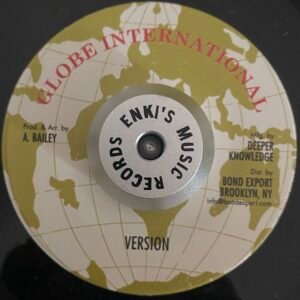 GLOBE INTERNATIONAL
Prod. & Arr. by
A. BAILEY
ENKI'S MUSIC RECORDS
Mfg. by
DEEPER
KNOWLEDGE
Dist. by
BOND EXPORT
BROOKLYN, NY
info@bondexport.com
VERSION